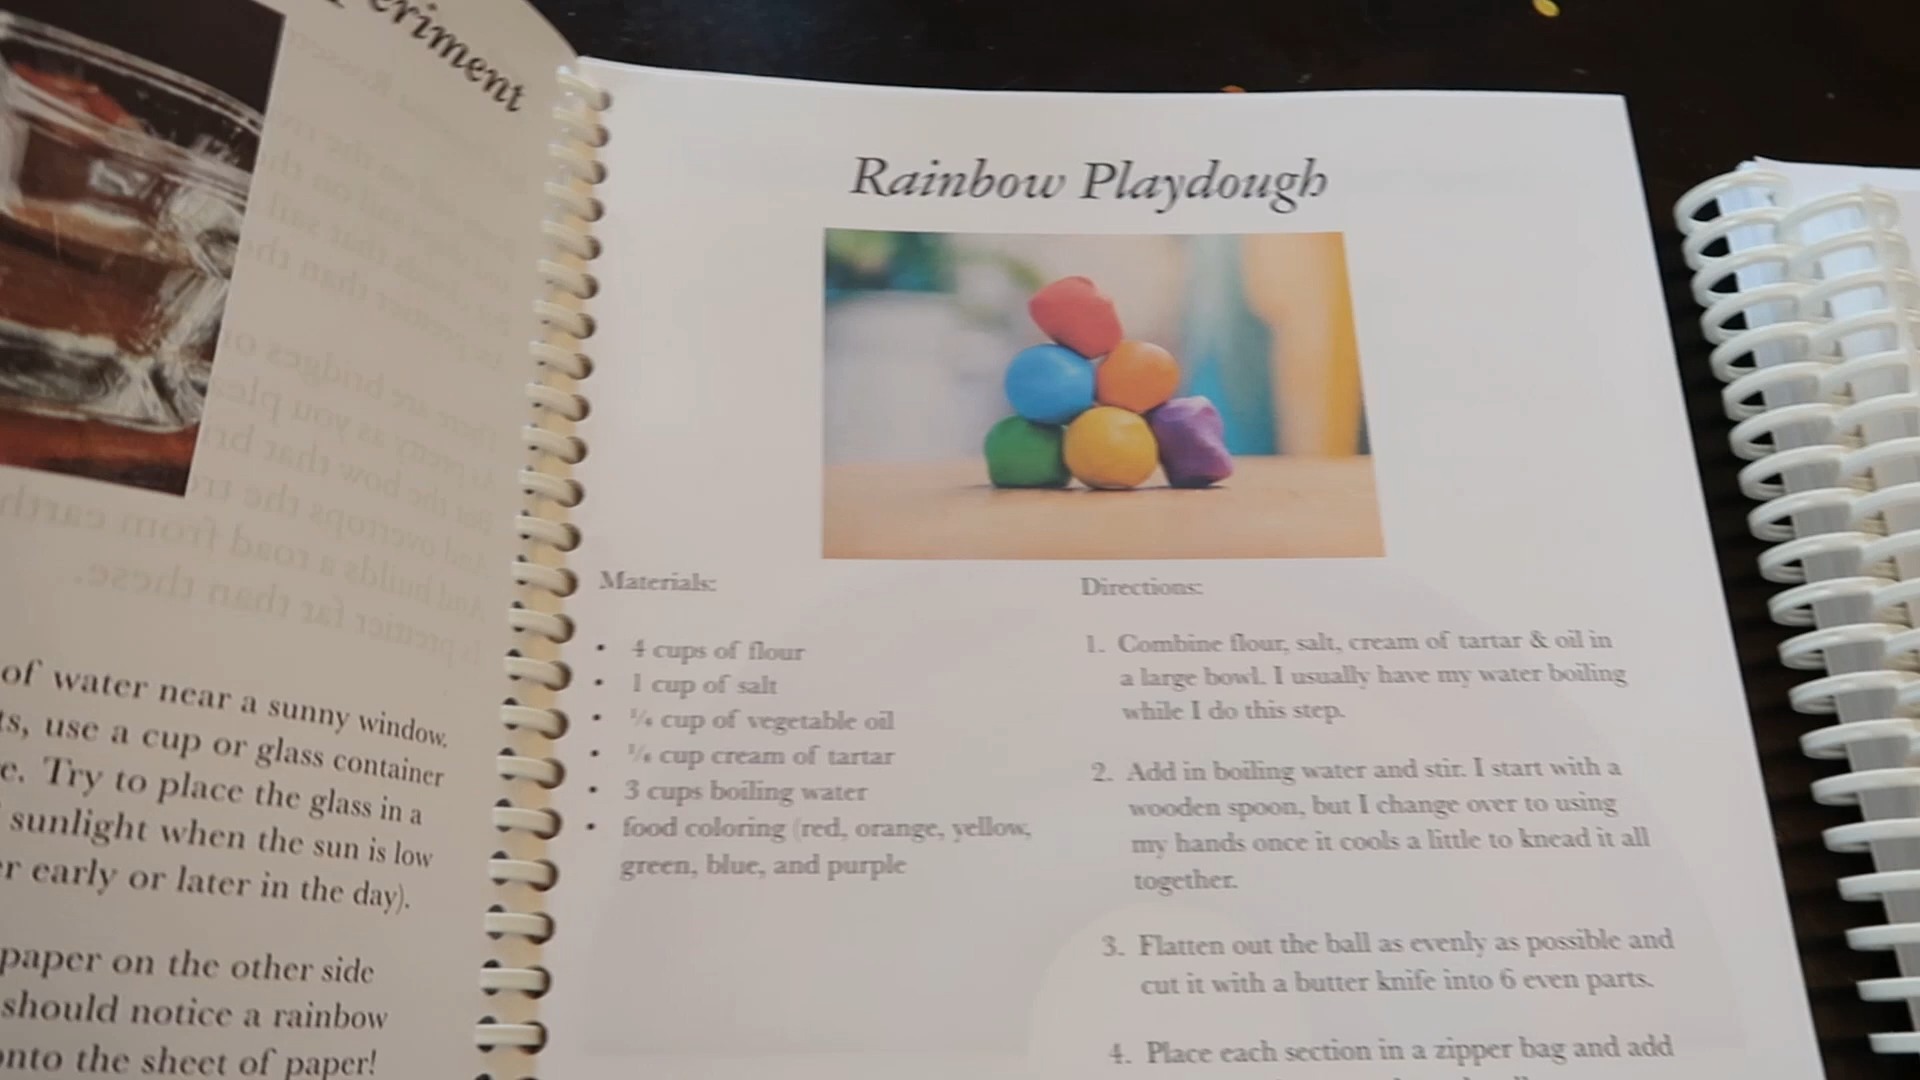 periment
of water near a sunny window.
ts, use a cup or glass container
e. Try to place the glass in a
sunlight when the sun is low
er early or later in the day).
paper on the other side
should notice a rainbow
onto the sheet of paper!
Rainbow Playdough
Materials:
• 4 cups of flour
• 1 cup of salt
• cup of vegetable oil
• cup cream of tartar
• 3 cups boiling water
• food coloring (red, orange, yellow,
green, blue, and purple
Directions:
1. Combine flour, salt, cream of tartar & oil in
a large bowl. I usually have my water boiling
while I do this step.
2. Add in boiling water and stir. I start with a
wooden spoon, but I change over to using
my hands once it cools a little to knead it all
together.
3. Flatten out the ball as evenly as possible and
cut it with a butter knife into 6 even parts.
4. Place each section in a zipper bag and add